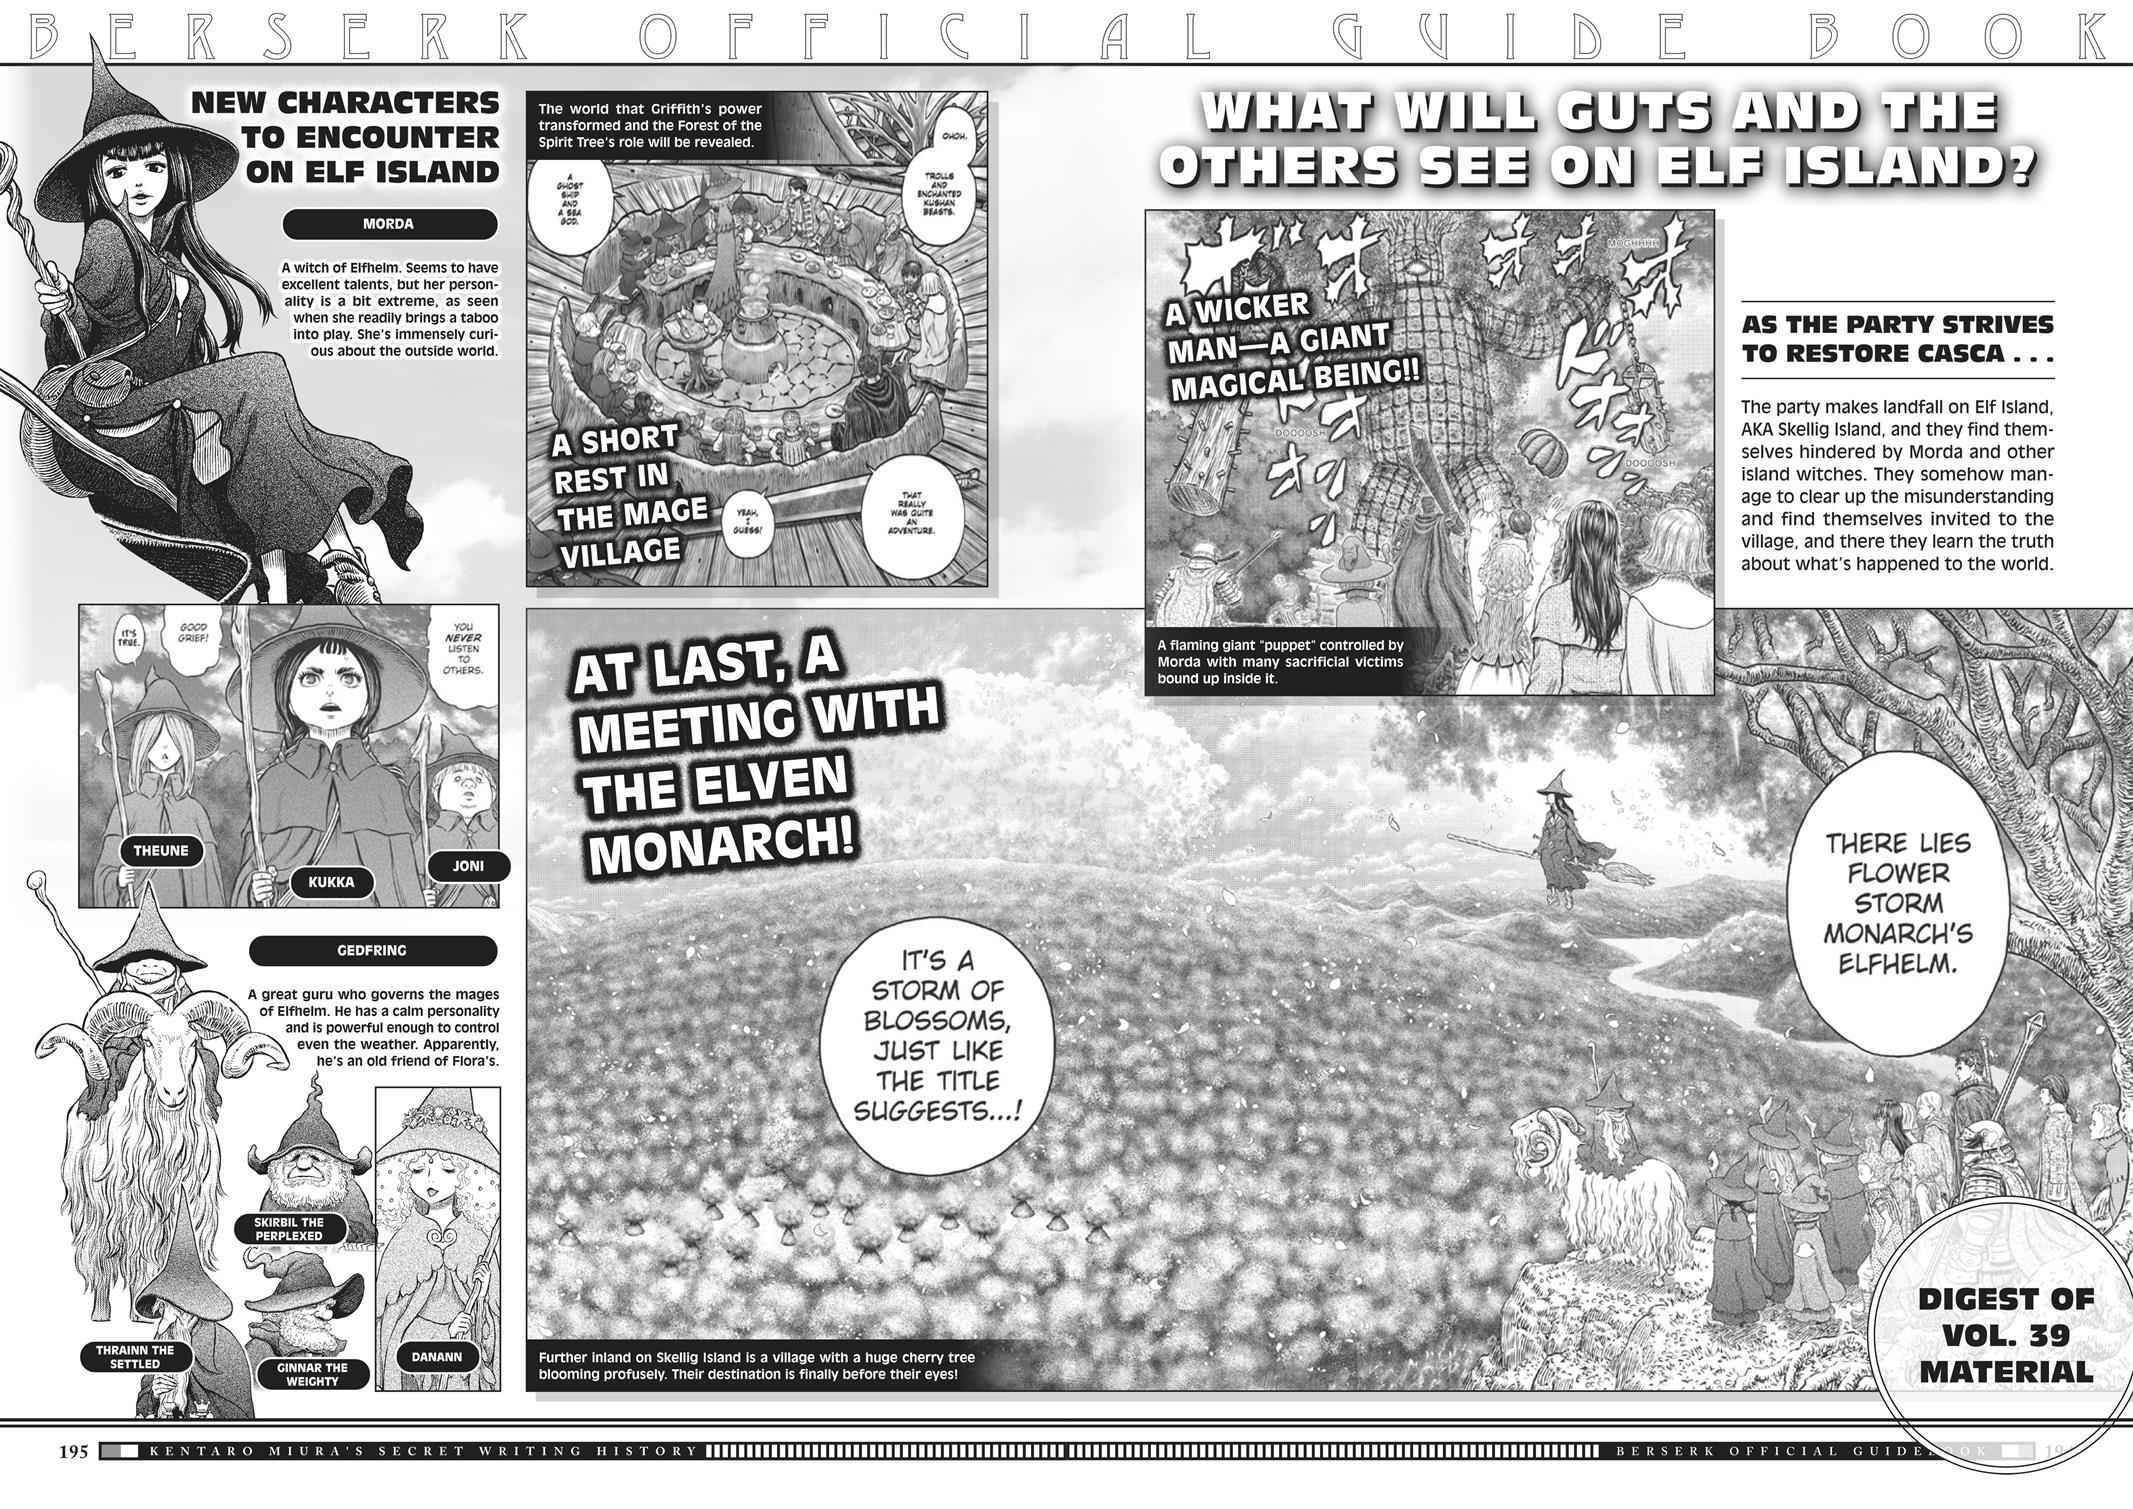 BERSERK OFFICIAL GUIDE BOOK
WHAT WILL GUTS AND THE
OTHERS SEE ON ELF ISLAND?
AS THE PARTY STRIVES
TO RESTORE CASCA . . .
The party makes landfall on Elf Island,
AKA Skellig Island, and they find them-
selves hindered by Morda and other
island witches. They somehow man-
age to clear up the misunderstanding
and find themselves invited to the
village, and there they learn the truth
about what's happened to the world.
A WICKER
MAN—A GIANT
MAGICAL BEING!!
MOGHHHH
DOOOOSH
DOOOOSH
A flaming giant "puppet" controlled by
Morda with many sacrificial victims
bound up inside it.
The world that Griffith's power
transformed and the Forest of the
Spirit Tree's role will be revealed.
OHOH.
TROLLS
AND
ENCHANTED
KUSHAN
BEASTS.
A
GHOST
SHIP
AND
A SEA
GOD.
THAT
REALLY
WAS QUITE
AN
ADVENTURE.
YEAH,
I
GUESS!
A SHORT
REST IN
THE MAGE
VILLAGE
AT LAST, A
MEETING WITH
THE ELVEN
MONARCH!
THERE LIES
FLOWER
STORM
MONARCH'S
ELFHELM.
IT'S A
STORM OF
BLOSSOMS,
JUST LIKE
THE TITLE
SUGGESTS...!
Further inland on Skellig Island is a village with a huge cherry tree
blooming profusely. Their destination is finally before their eyes!
DIGEST OF
VOL. 39
MATERIAL
NEW CHARACTERS
TO ENCOUNTER
ON ELF ISLAND
MORDA
A witch of Elfhelm. Seems to have
excellent talents, but her person-
ality is a bit extreme, as seen
when she readily brings a taboo
into play. She's immensely curi-
ous about the outside world.
YOU
NEVER
LISTEN
TO
OTHERS.
GOOD
GRIEF!
IT'S
TRUE.
THEUNE
KUKKA
JONI
GEDFRING
A great guru who governs the mages
of Elfhelm. He has a calm personality
and is powerful enough to control
even the weather. Apparently,
he's an old friend of Flora's.
SKIRBIL THE
PERPLEXED
THRAINN THE
SETTLED
GINNAR THE
WEIGHTY
DANANN
195 KENTARO MIURA'S SECRET WRITING HISTORY
BERSERK OFFICIAL GUIDEBOOK